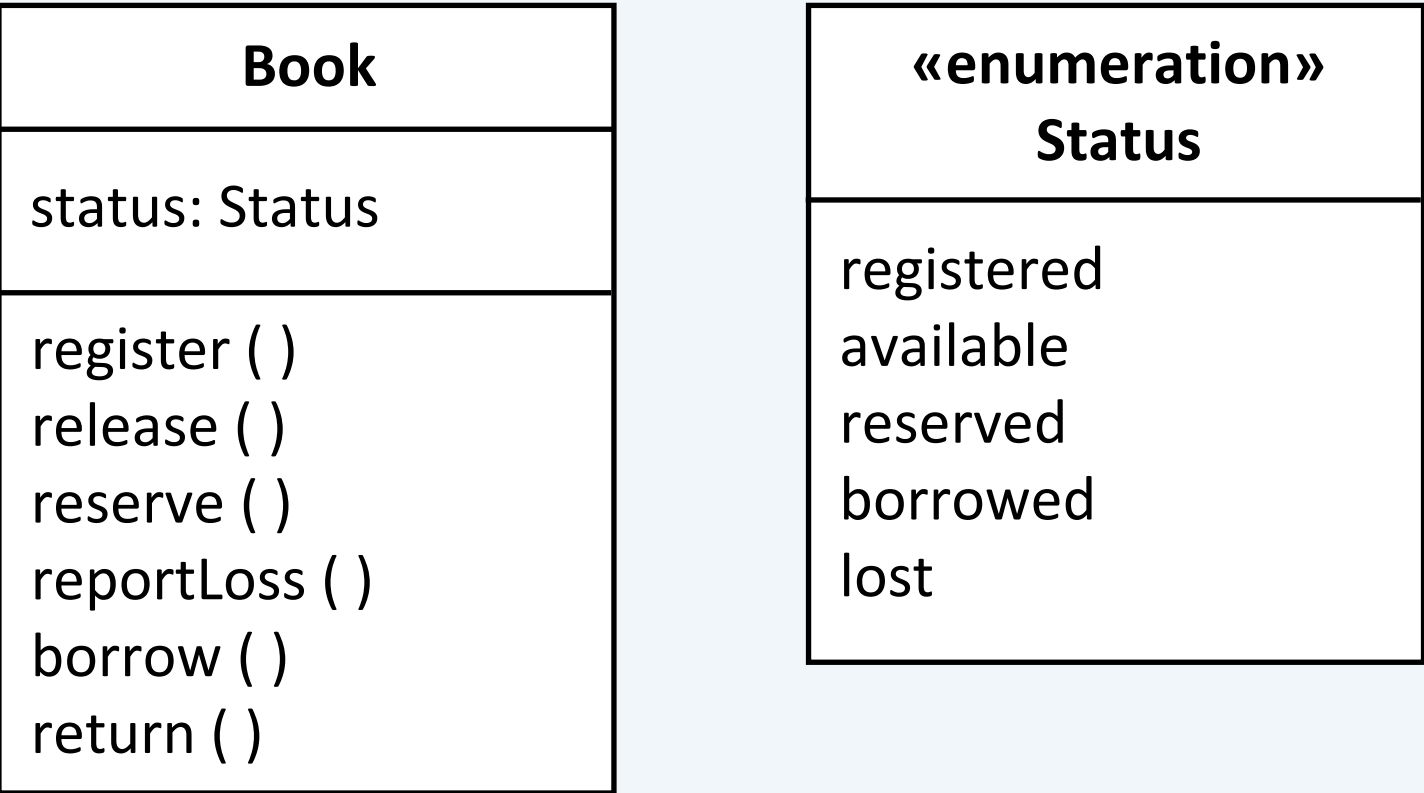 Book
status: Status
register ( )
release ( )
reserve ( )
reportLoss ( )
borrow ( )
return ( )
«enumeration»
Status
registered
available
reserved
borrowed
lost